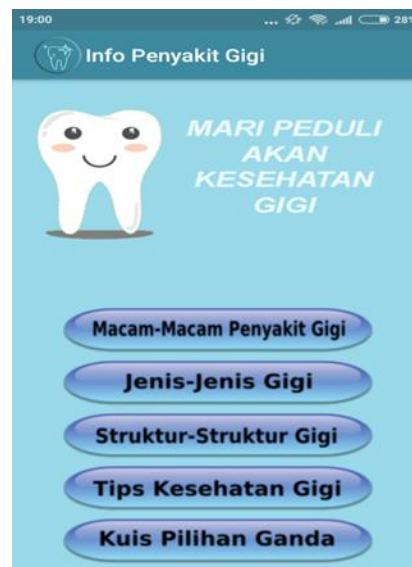 19:00
... 28%
Info Penyakit Gigi
MARI PEDULI
AKAN
KESEHATAN
GIGI
Macam-Macam Penyakit Gigi
Jenis-Jenis Gigi
Struktur-Struktur Gigi
Tips Kesehatan Gigi
Kuis Pilihan Ganda